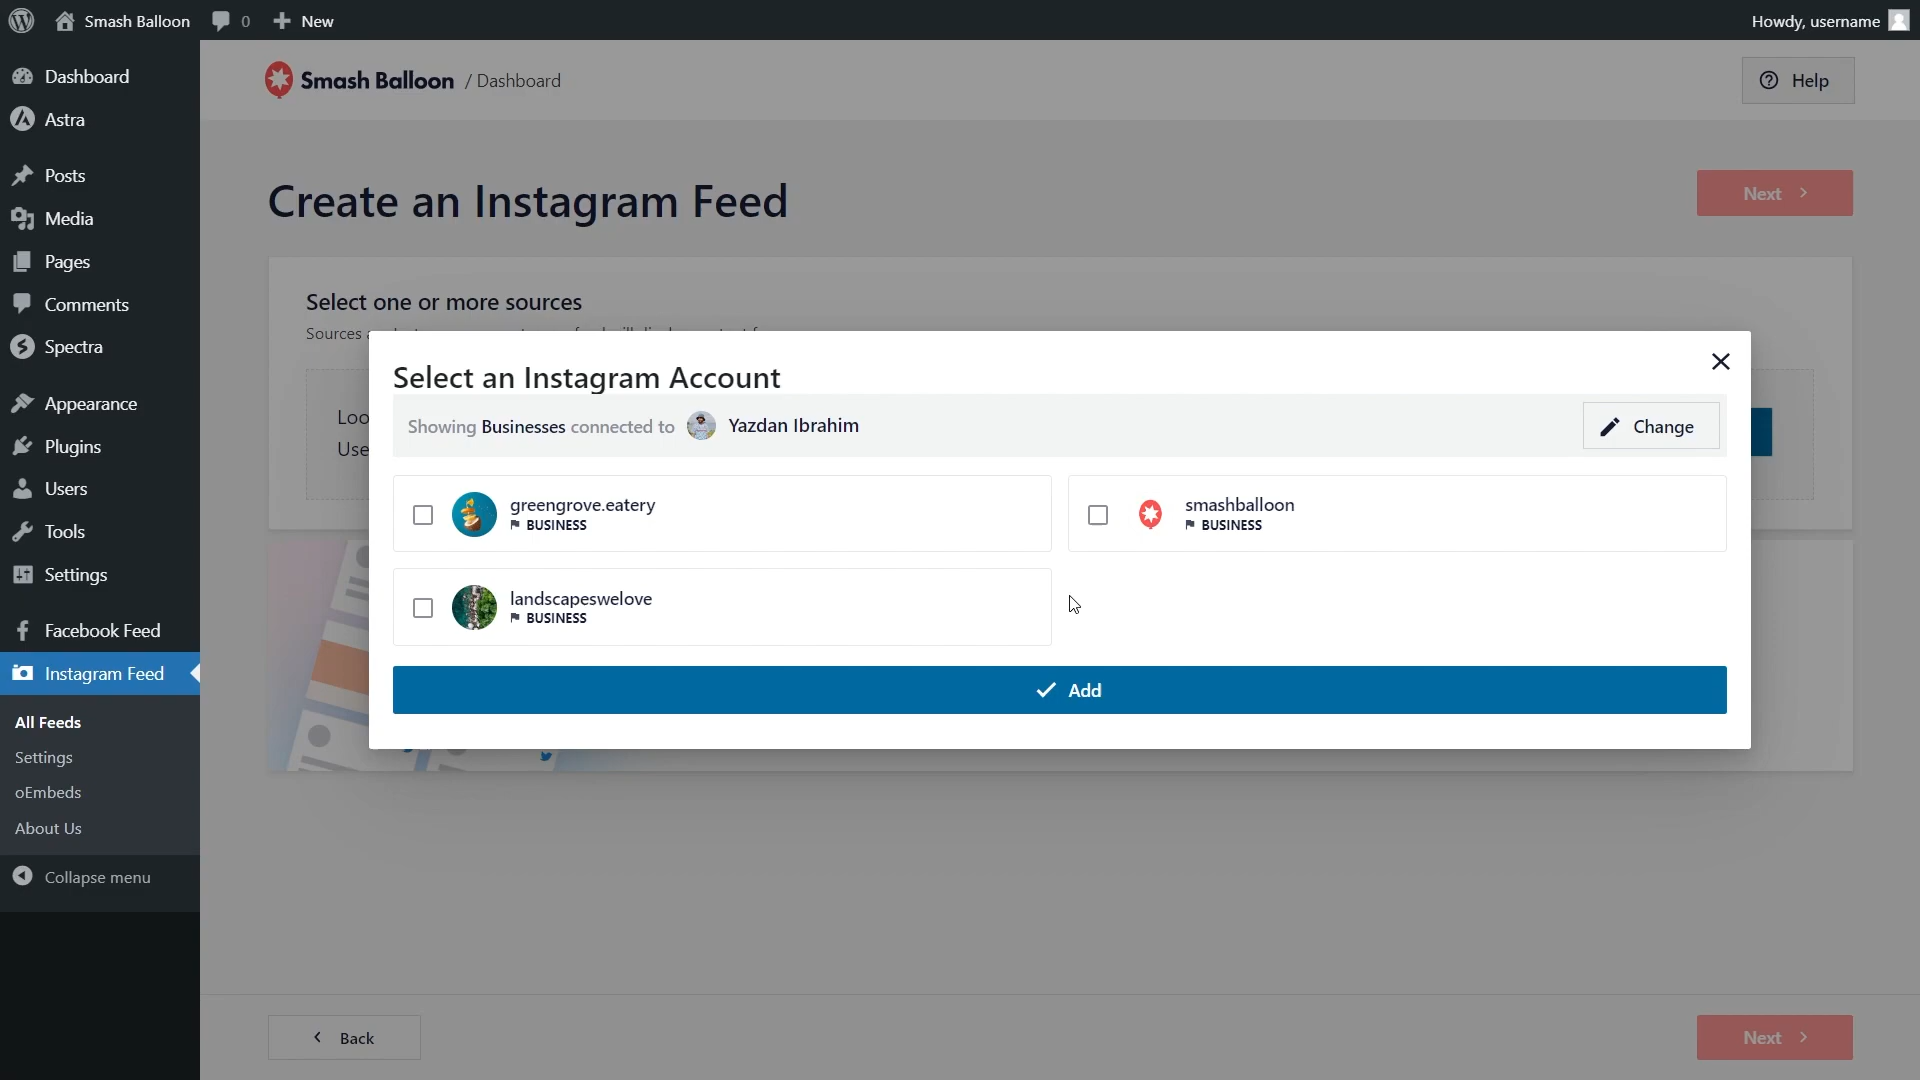 Smash Balloon 0 New Howdy, username
Dashboard
Astra
Posts
Media
Pages
Comments
Spectra
Appearance
Plugins
Users
Tools
Settings
Facebook Feed
Instagram Feed
All Feeds
Settings
oEmbeds
About Us
Collapse menu
Smash Balloon / Dashboard
Help
Create an Instagram Feed
Next
Select one or more sources
Sources
Select an Instagram Account
Showing Businesses connected to Yazdan Ibrahim
Change
greengrove.eatery
BUSINESS
smashballoon
BUSINESS
landscapeswelove
BUSINESS
Add
Back
Next